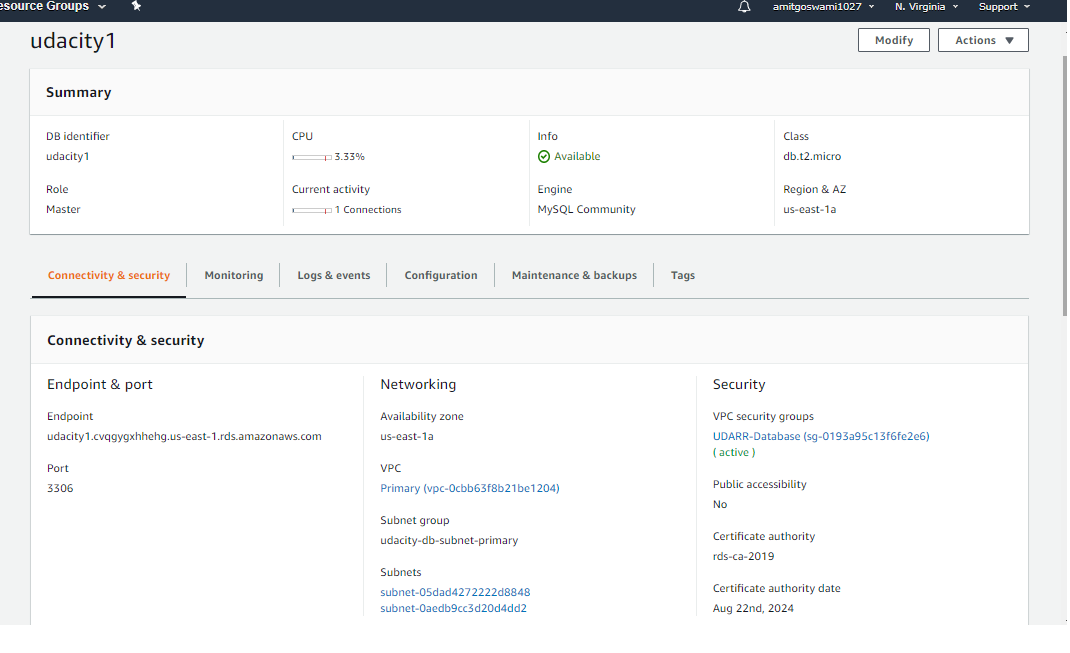 esource Groups
amitgoswami1027
N. Virginia
Support
udacity1
Modify
Actions
Summary
DB identifier
udacity1
CPU
3.33%
Info
Available
Class
db.t2.micro
Role
Master
Current activity
1 Connections
Engine
MySQL Community
Region & AZ
us-east-1a
Connectivity & security
Monitoring
Logs & events
Configuration
Maintenance & backups
Tags
Connectivity & security
Endpoint & port
Endpoint
udacity1.cvqgygxhhehg.us-east-1.rds.amazonaws.com
Port
3306
Networking
Availability zone
us-east-1a
VPC
Primary (vpc-0cbb63f8b21be1204)
Subnet group
udacity-db-subnet-primary
Subnets
subnet-05dad4272222d8848
subnet-0aedb9cc3d20d4dd2
Security
VPC security groups
UDARR-Database (sg-0193a95c13f6fe2e6)
( active )
Public accessibility
No
Certificate authority
rds-ca-2019
Certificate authority date
Aug 22nd, 2024